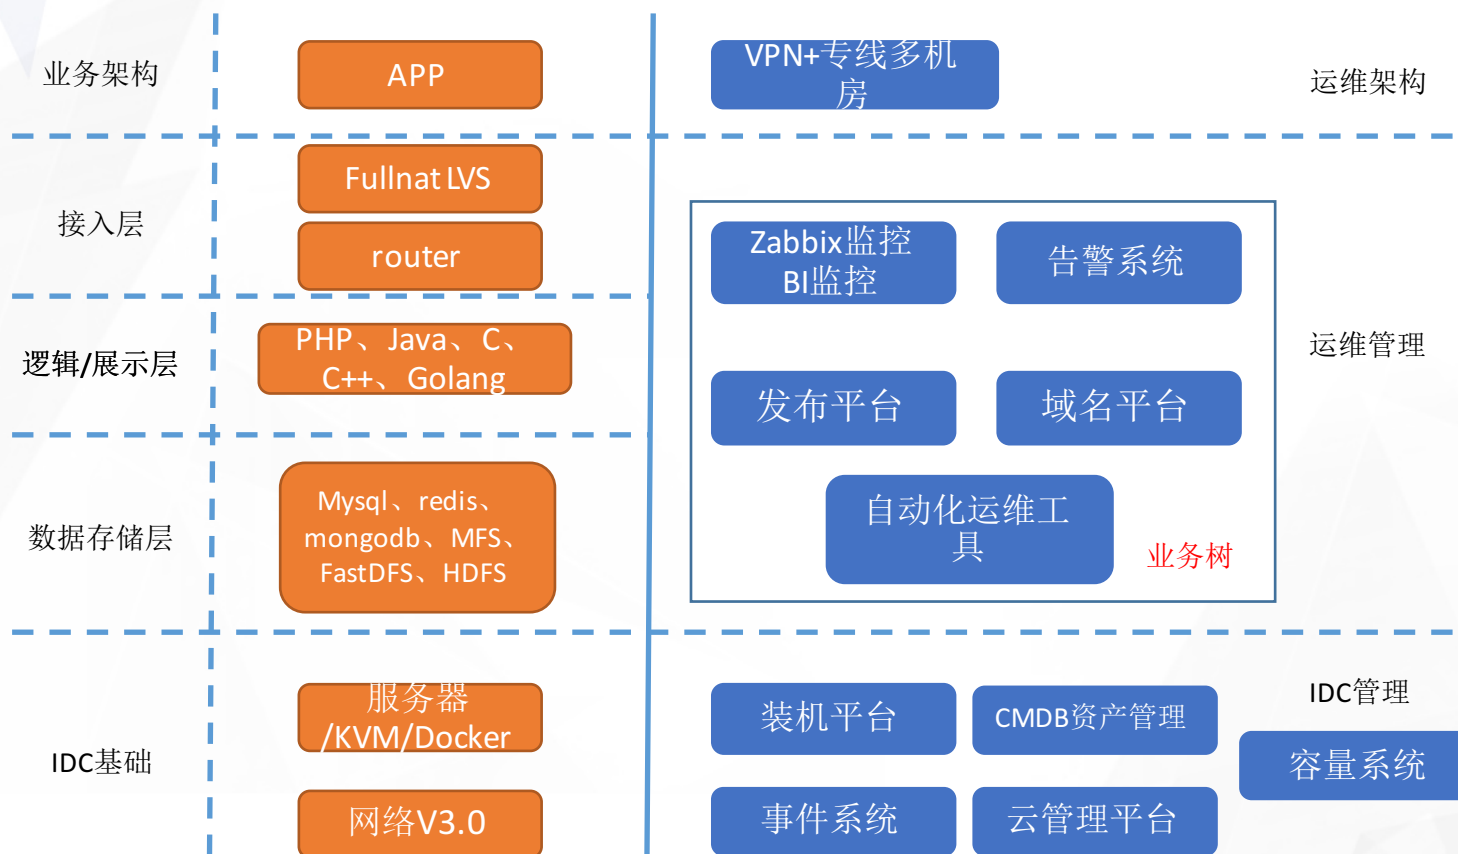 业务架构
APP
VPN+专线多机
房
运维架构
接入层
Fullnat LVS
router
Zabbix监控
BI监控
告警系统
运维管理
逻辑/展示层
PHP、Java、C、
C++、Golang
发布平台
域名平台
数据存储层
Mysql、redis、
mongodb、MFS、
FastDFS、HDFS
自动化运维工
具
业务树
IDC基础
服务器
/KVM/Docker
网络V3.0
装机平台
CMDB资产管理
IDC管理
容量系统
事件系统
云管理平台